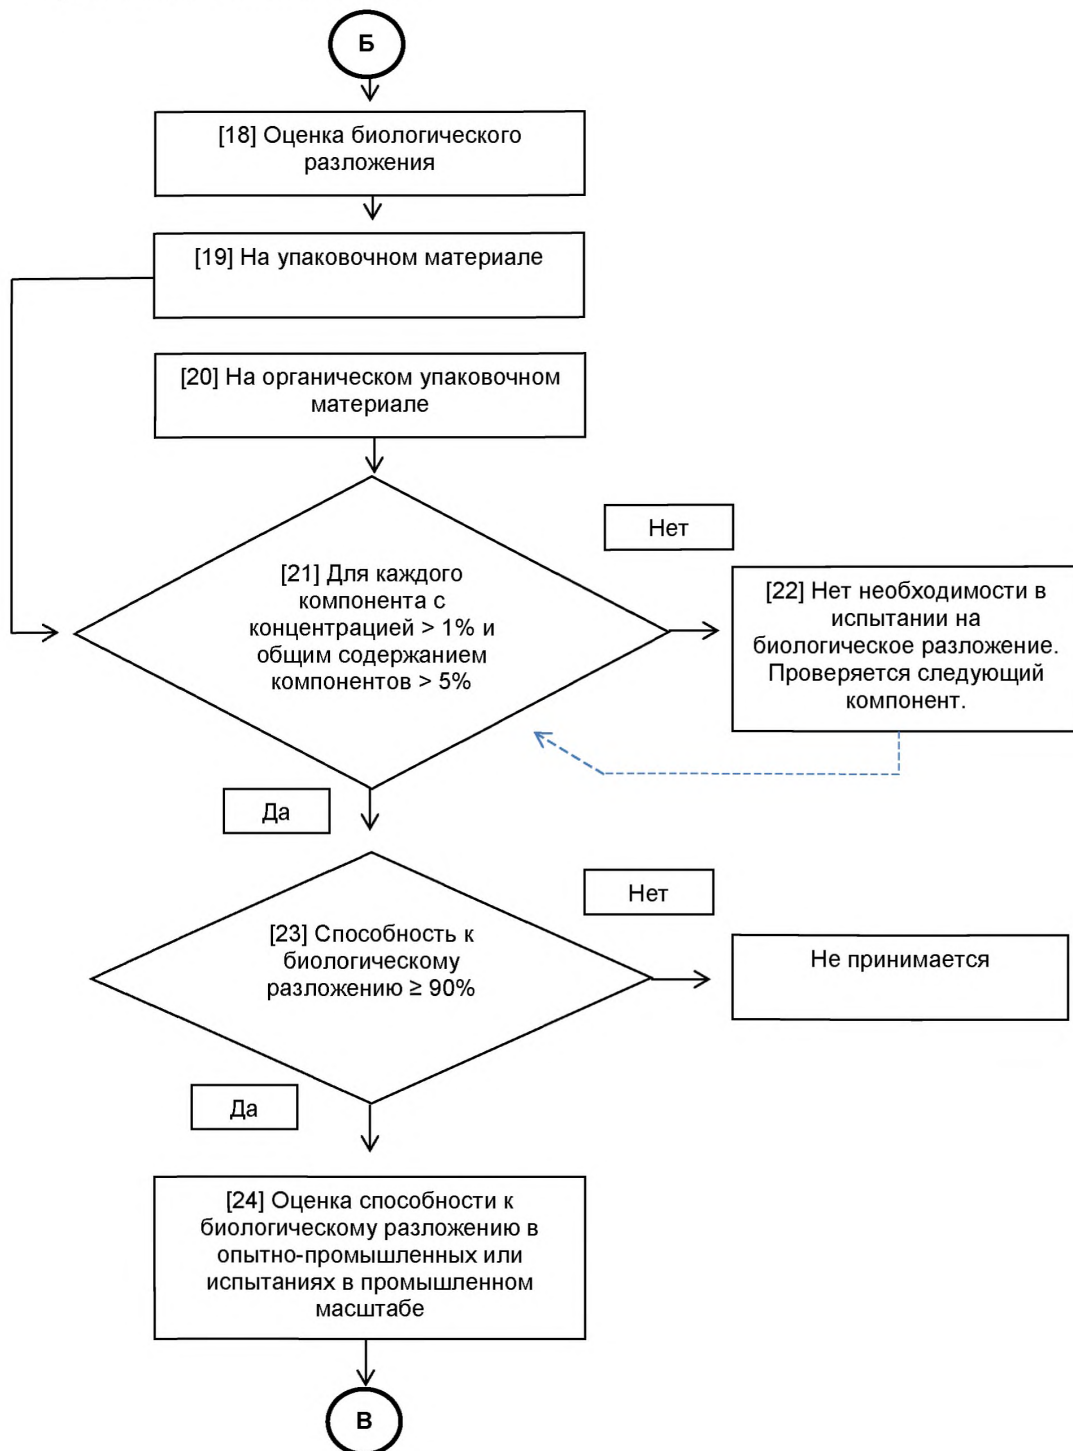 Б
[18] Оценка биологического
разложения
[19] На упаковочном материале
[20] На органическом упаковочном
материале
Нет
[21] Для каждого
компонента с
концентрацией > 1% и
общим содержанием
компонентов > 5%
[22] Нет необходимости в
испытании на
биологическое разложение.
Проверяется следующий
компонент.
Да
Нет
[23] Способность к
биологическому
разложению ≥ 90%
Не принимается
Да
[24] Оценка способности к
биологическому разложению в
опытно-промышленных или
испытаниях в промышленном
масштабе
В